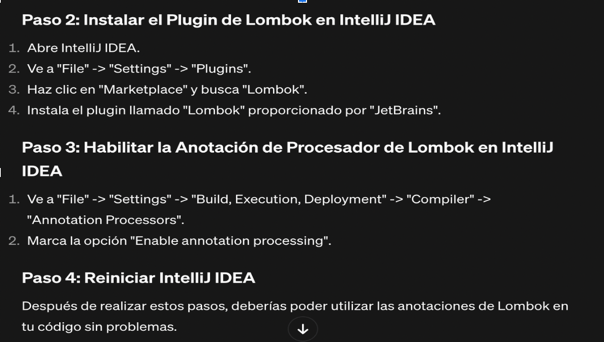 Paso 2: Instalar el Plugin de Lombok en IntelliJ IDEA
1. Abre IntelliJ IDEA.
2. Ve a "File" -> "Settings" -> "Plugins".
3. Haz clic en "Marketplace" y busca "Lombok".
4. Instala el plugin llamado "Lombok" proporcionado por "JetBrains".
Paso 3: Habilitar la Anotación de Procesador de Lombok en IntelliJ
IDEA
1. Ve a "File" -> "Settings" -> "Build, Execution, Deployment" -> "Compiler" ->
"Annotation Processors".
2. Marca la opción "Enable annotation processing".
Paso 4: Reiniciar IntelliJ IDEA
Después de realizar estos pasos, deberías poder utilizar las anotaciones de Lombok en
tu código sin problemas.